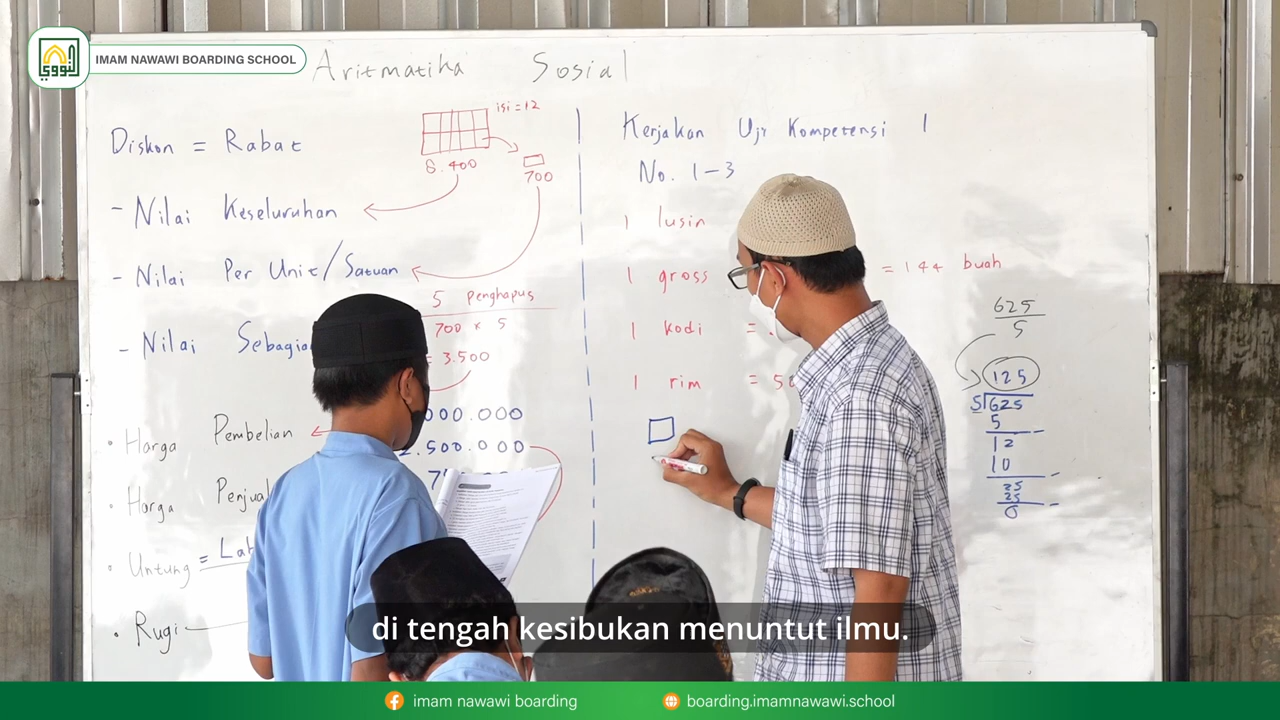 النووي
IMAM NAWAWI BOARDING SCHOOL
Aritmatika Sosial
Diskon = Rabat
isi = 12
8.400
700
- Nilai Keseluruhan
- Nilai Per Unit/Satuan
5 penghapus
700 x 5
= 3.500
- Nilai Sebagia
000.000
2.500.000
• Harga Pembelian
• Harga Penjual
• Untung = Lab
• Rugi
Kerjakan Uji Kompetensi 1
No. 1-3
1 lusin
1 gross = 144 buah
1 kodi =
1 rim = 50
625
5
125
5 625
5
12
10
25
25
0
di tengah kesibukan menuntut ilmu.
imam nawawi boarding
boarding.imamnawawi.school